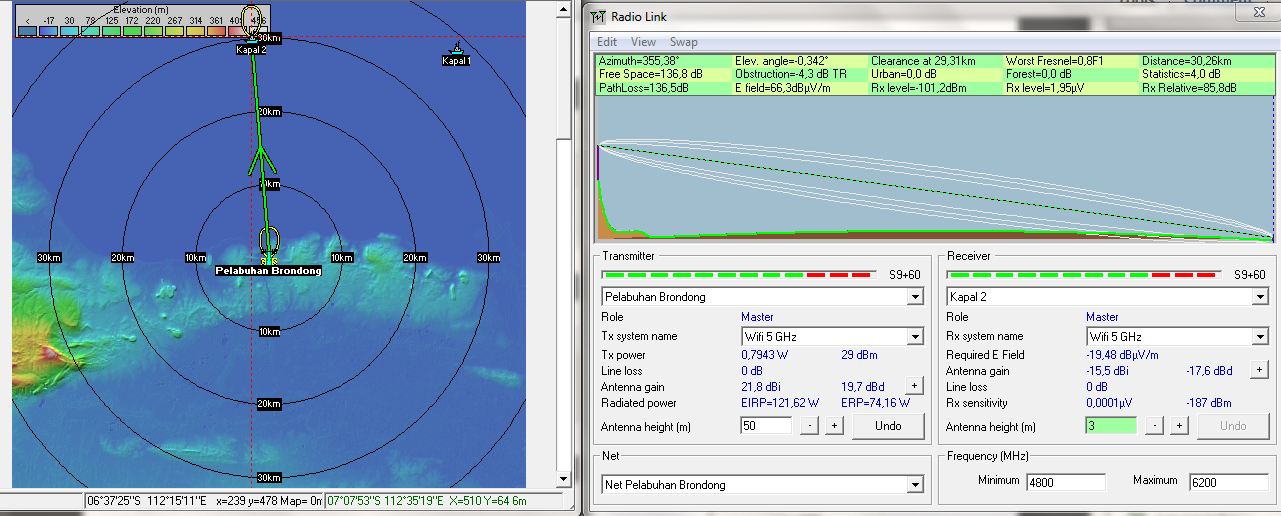 Elevation (m)
< -17 30 78 125 172 220 267 314 361 40 456
30km
Kapal 2
Kapal 1
20km
10km
30km 20km 10km 10km 20km 30km
Pelabuhan Brondong
10km
20km
30km
06°37'25"S 112°15'11"E x=239 y=478 Map= 0m 07°07'53"S 112°35'19"E X=510 Y=64 6m
Radio Link
Edit View Swap
Azimuth=355,38° Elev. angle=-0,342° Clearance at 29,31km Worst Fresnel=0,8F1 Distance=30,26km
Free Space=136,8 dB Obstruction=-4,3 dB TR Urban=0,0 dB Forest=0,0 dB Statistics=4,0 dB
PathLoss=136,5dB E field=66,3dBµV/m Rx level=-101,2dBm Rx level=1,95µV Rx Relative=85,8dB
Transmitter
S9+60
Pelabuhan Brondong
Role Master
Tx system name Wifi 5 GHz
Tx power 0,7943 W 29 dBm
Line loss 0 dB
Antenna gain 21,8 dBi 19,7 dBd +
Radiated power EIRP=121,62 W ERP=74,16 W
Antenna height (m) 50 - + Undo
Net
Net Pelabuhan Brondong
Receiver
S9+60
Kapal 2
Role Master
Rx system name Wifi 5 GHz
Required E Field -19,48 dBµV/m
Antenna gain -15,5 dBi -17,6 dBd +
Line loss 0 dB
Rx sensitivity 0,0001µV -187 dBm
Antenna height (m) 3 - + Undo
Frequency (MHz)
Minimum 4800 Maximum 6200